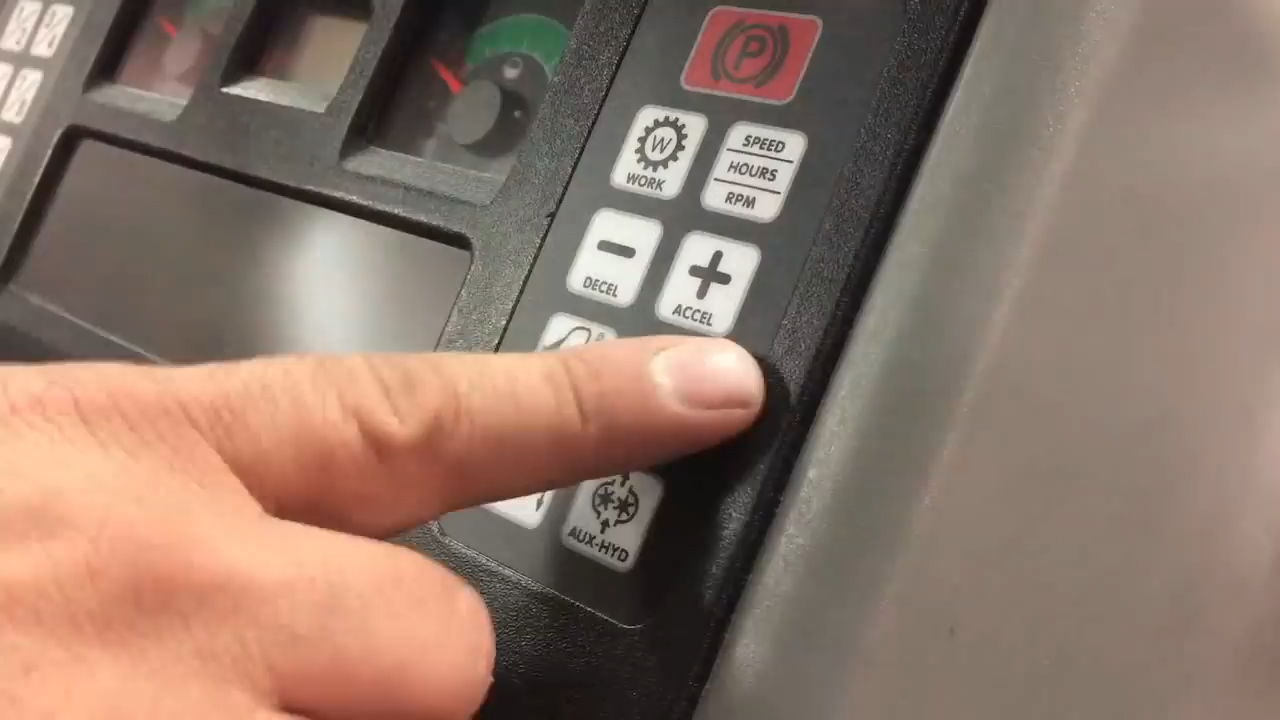 P
W
WORK
SPEED
HOURS
RPM
DECEL
ACCEL
AUX-HYD